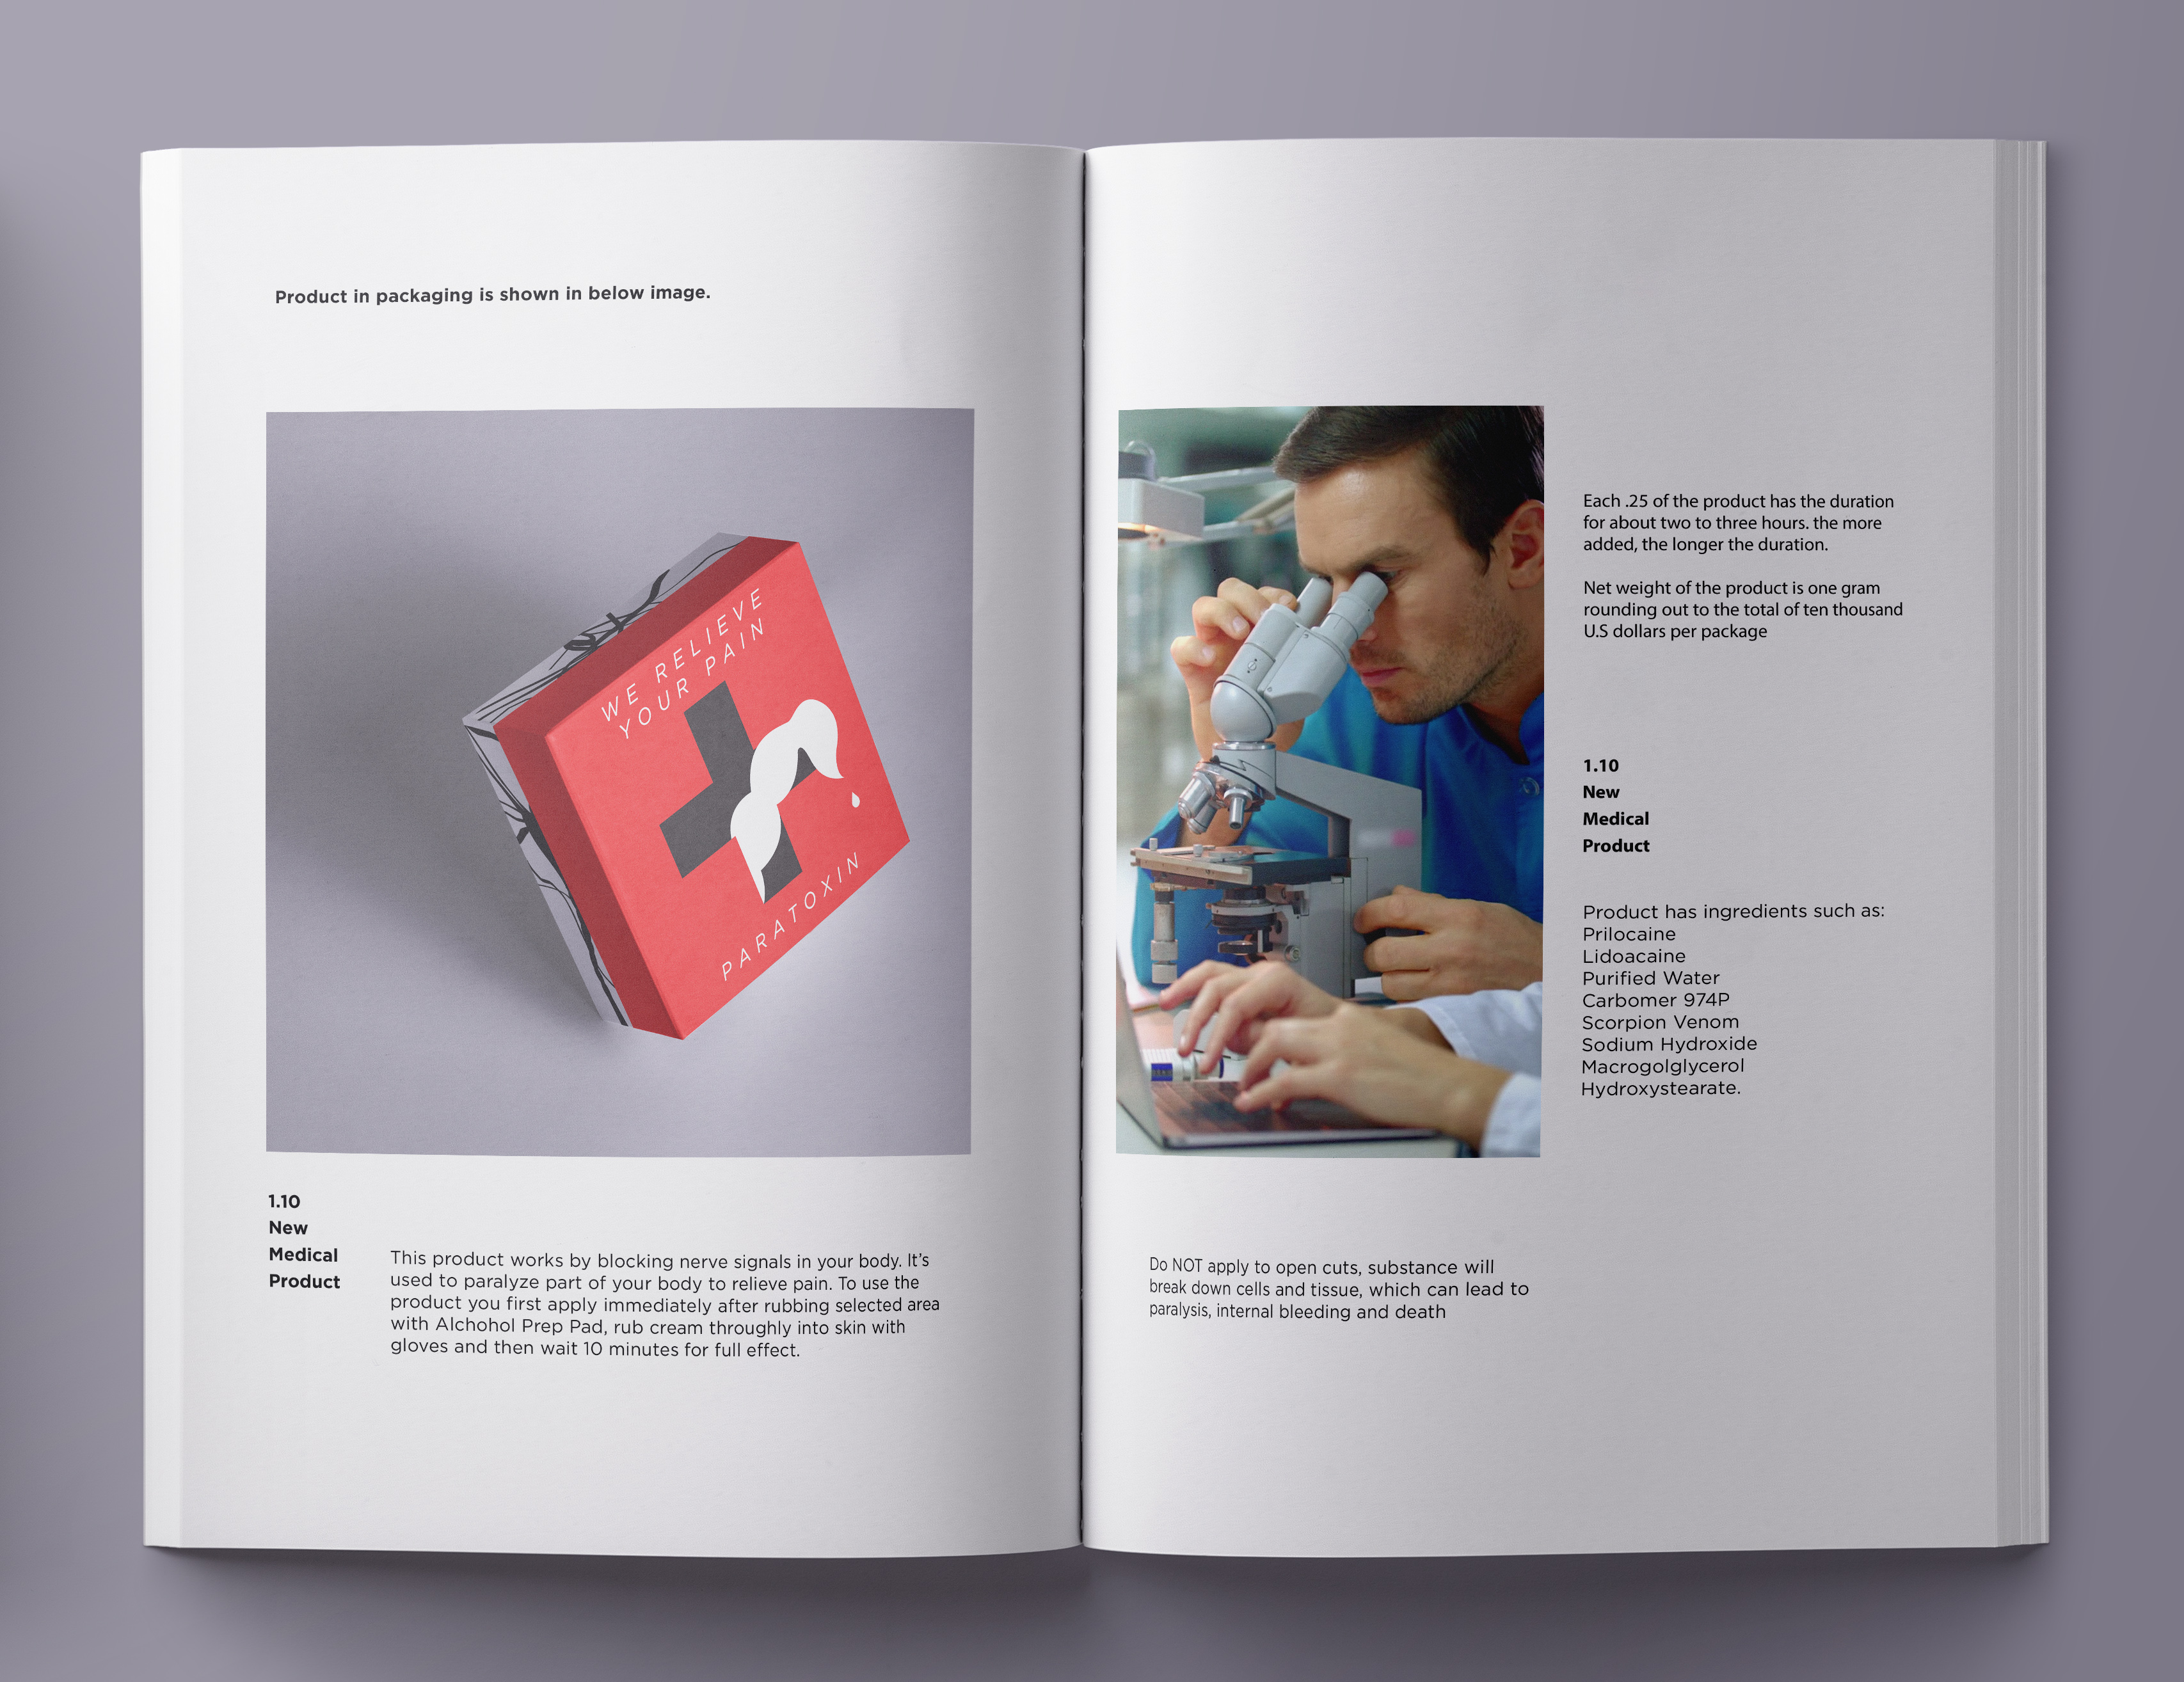 Product in packaging is shown in below image.
WE RELIEVE
YOUR PAIN
PARATOXIN
1.10
New
Medical
Product
This product works by blocking nerve signals in your body. It's
used to paralyze part of your body to relieve pain. To use the
product you first apply immediately after rubbing selected area
with Alchohol Prep Pad, rub cream throughly into skin with
gloves and then wait 10 minutes for full effect.
Each .25 of the product has the duration
for about two to three hours. the more
added, the longer the duration.
Net weight of the product is one gram
rounding out to the total of ten thousand
U.S dollars per package
1.10
New
Medical
Product
Product has ingredients such as:
Prilocaine
Lidoacaine
Purified Water
Carbomer 974P
Scorpion Venom
Sodium Hydroxide
Macrogolglycerol
Hydroxystearate.
Do NOT apply to open cuts, substance will
break down cells and tissue, which can lead to
paralysis, internal bleeding and death